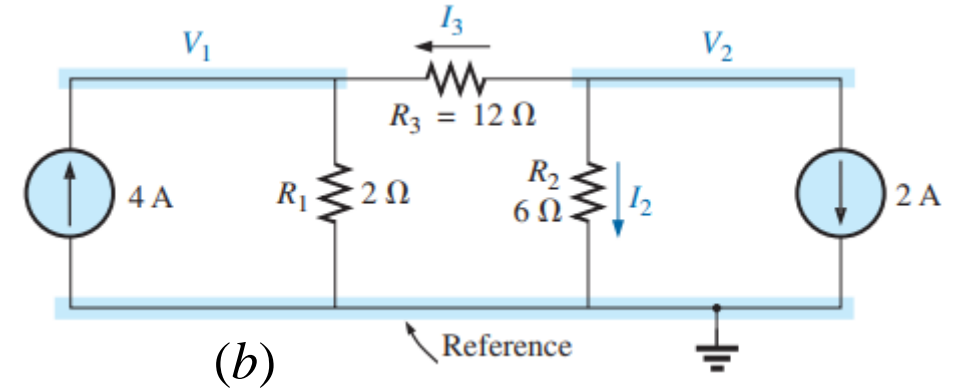 I₃
V₁
V₂
R₃ = 12 Ω
4 A
R₁
2 Ω
R₂
6 Ω
I₂
2 A
Reference
(b)